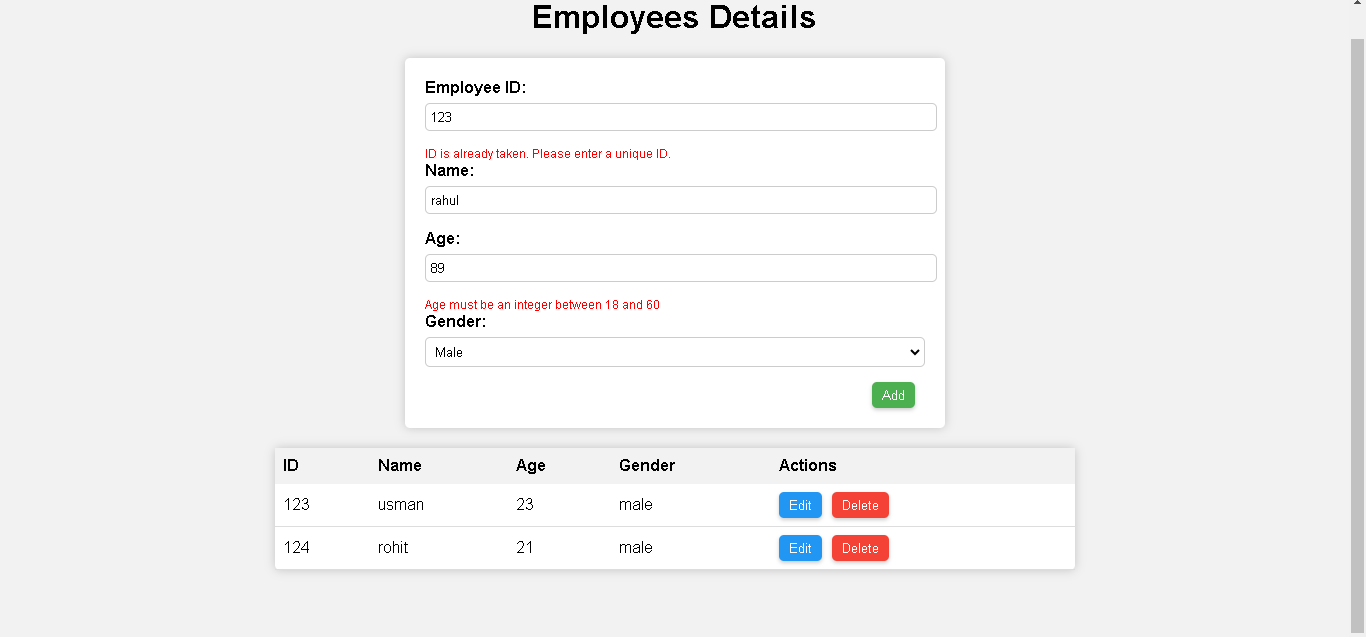 Employees Details
Employee ID:
123
ID is already taken. Please enter a unique ID.
Name:
rahul
Age:
89
Age must be an integer between 18 and 60
Gender:
Male
Add
ID Name Age Gender Actions
123 usman 23 male Edit Delete
124 rohit 21 male Edit Delete